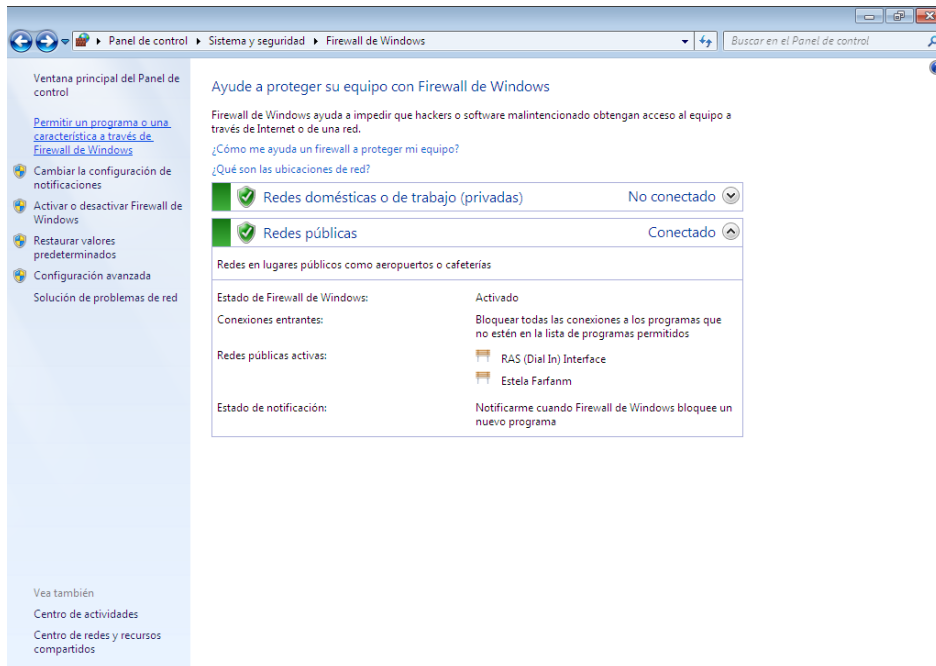 Panel de control ▸ Sistema y seguridad ▸ Firewall de Windows
Buscar en el Panel de control
Ventana principal del Panel de
control
Permitir un programa o una
característica a través de
Firewall de Windows
Cambiar la configuración de
notificaciones
Activar o desactivar Firewall de
Windows
Restaurar valores
predeterminados
Configuración avanzada
Solución de problemas de red
Vea también
Centro de actividades
Centro de redes y recursos
compartidos
Ayude a proteger su equipo con Firewall de Windows
Firewall de Windows ayuda a impedir que hackers o software malintencionado obtengan acceso al equipo a
través de Internet o de una red.
¿Cómo me ayuda un firewall a proteger mi equipo?
¿Qué son las ubicaciones de red?
Redes domésticas o de trabajo (privadas) No conectado
Redes públicas Conectado
Redes en lugares públicos como aeropuertos o cafeterías
Estado de Firewall de Windows: Activado
Conexiones entrantes: Bloquear todas las conexiones a los programas que
no estén en la lista de programas permitidos
Redes públicas activas: RAS (Dial In) Interface
Estela Farfanm
Estado de notificación: Notificarme cuando Firewall de Windows bloquee un
nuevo programa